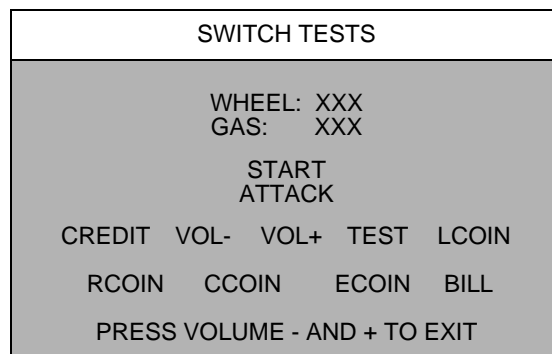 SWITCH TESTS
WHEEL: XXX
GAS: XXX
START
ATTACK
CREDIT VOL- VOL+ TEST LCOIN
RCOIN CCOIN ECOIN BILL
PRESS VOLUME - AND + TO EXIT